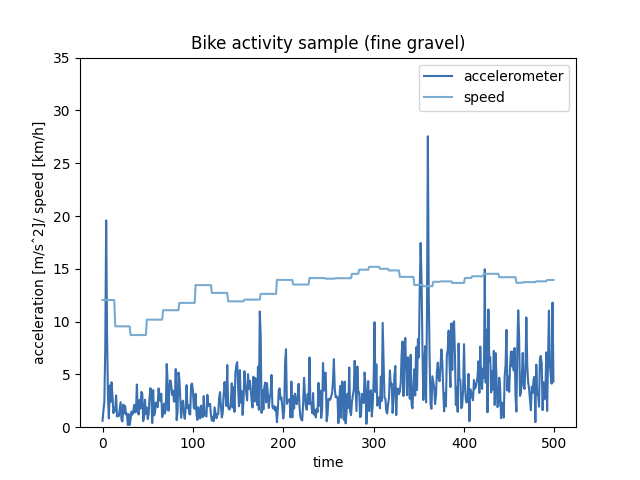 Bike activity sample (fine gravel)
accelerometer
speed
35
30
25
20
15
10
5
0
acceleration [m/sˆ2]/ speed [km/h]
0
100
200
300
400
500
time